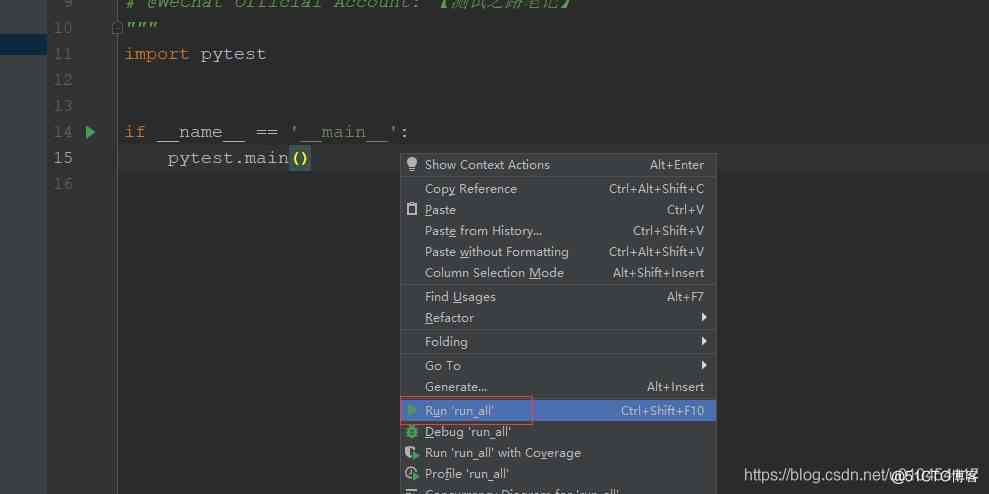 9 # @WeChat Official Account: 【测试之路笔记】
10 """
11 import pytest
12
13
14 if __name__ == '__main__':
15 pytest.main()
16
Show Context Actions Alt+Enter
Copy Reference Ctrl+Alt+Shift+C
Paste Ctrl+V
Paste from History... Ctrl+Shift+V
Paste without Formatting Ctrl+Alt+Shift+V
Column Selection Mode Alt+Shift+Insert
Find Usages Alt+F7
Refactor
Folding
Go To
Generate... Alt+Insert
Run 'run_all' Ctrl+Shift+F10
Debug 'run_all'
Run 'run_all' with Coverage
Profile 'run_all'
Concurrency Diagram for 'run_all'
https://blog.csdn.net/
@51CTO博客